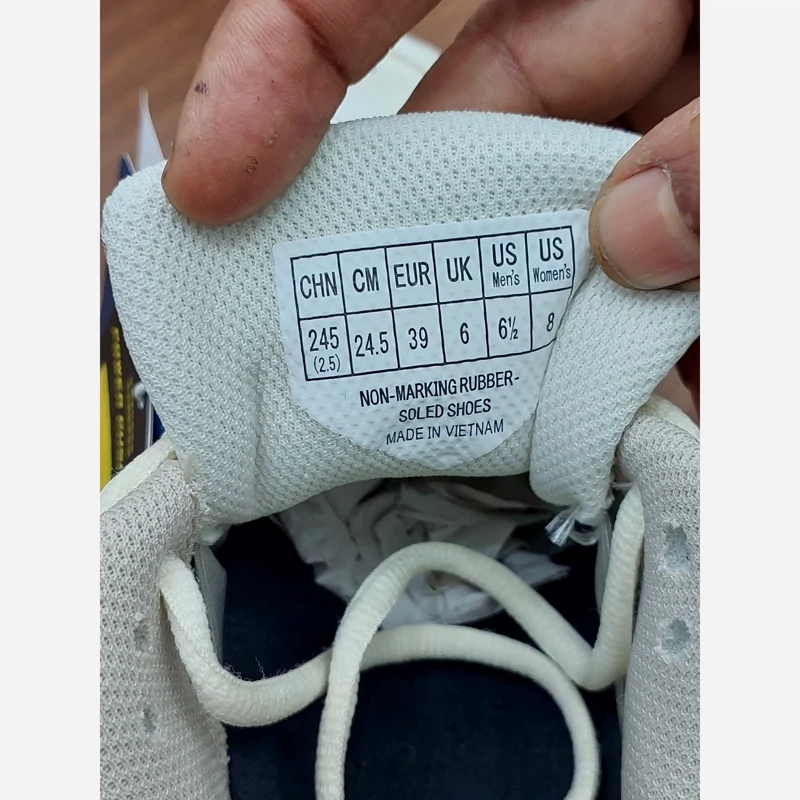 CHN CM EUR UK US Men's US Women's
245 (2.5) 24.5 39 6 6½ 8
NON-MARKING RUBBER-
SOLED SHOES
MADE IN VIETNAM